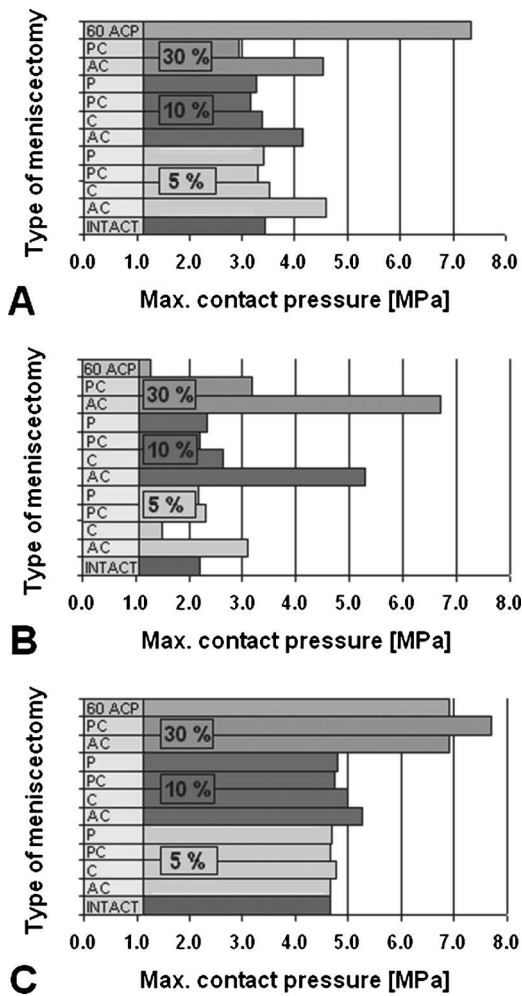 A
Type of meniscectomy
60 ACP
PC
AC
30 %
P
PC
C
AC
10 %
P
PC
C
AC
5 %
INTACT
0.0 1.0 2.0 3.0 4.0 5.0 6.0 7.0 8.0
Max. contact pressure [MPa]
B
Type of meniscectomy
60 ACP
PC
AC
30 %
P
PC
C
AC
10 %
P
PC
C
AC
5 %
INTACT
0.0 1.0 2.0 3.0 4.0 5.0 6.0 7.0 8.0
Max. contact pressure [MPa]
C
Type of meniscectomy
60 ACP
PC
AC
30 %
P
PC
C
AC
10 %
P
PC
C
AC
5 %
INTACT
0.0 1.0 2.0 3.0 4.0 5.0 6.0 7.0 8.0
Max. contact pressure [MPa]